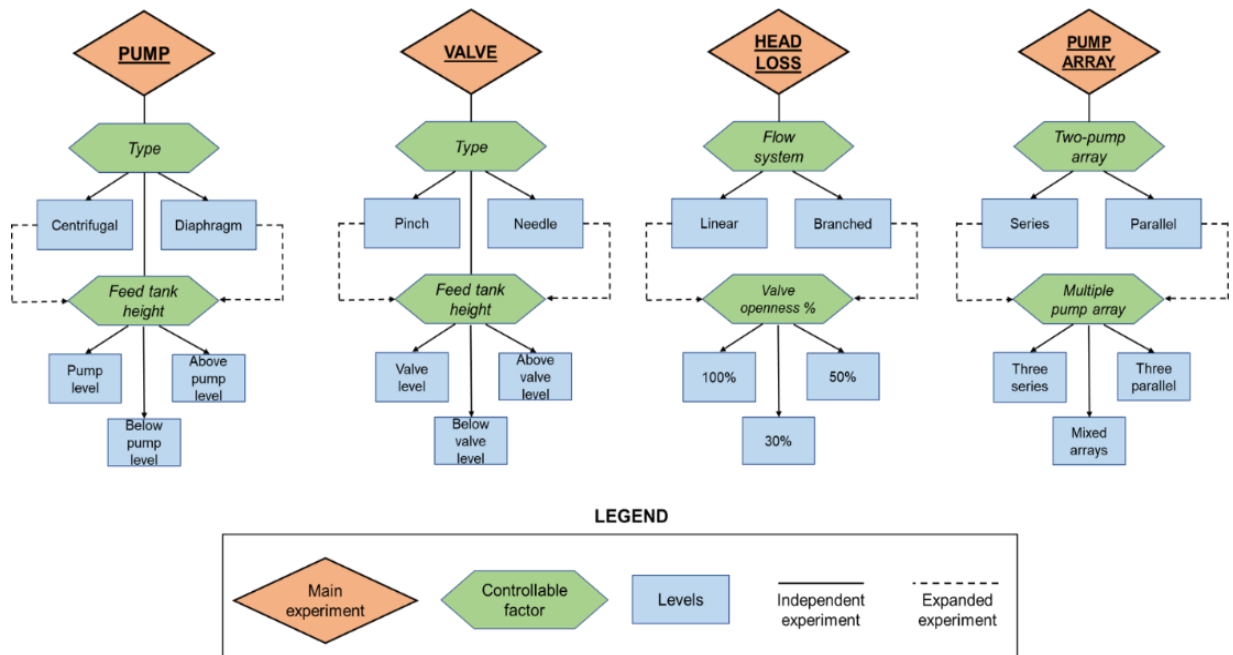 PUMP
VALVE
HEAD
LOSS
PUMP
ARRAY
Type
Type
Flow
system
Two-pump
array
Centrifugal
Diaphragm
Pinch
Needle
Linear
Branched
Series
Parallel
Feed tank
height
Feed tank
height
Valve
openness %
Multiple
pump array
Pump
level
Above
pump
level
Below
pump
level
Valve
level
Above
valve
level
Below
valve
level
100%
50%
30%
Three
series
Three
parallel
Mixed
arrays
LEGEND
Main
experiment
Controllable
factor
Levels
Independent
experiment
Expanded
experiment